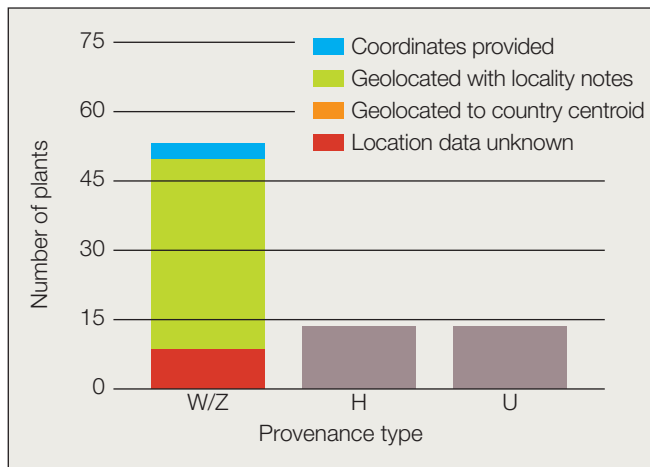 75
60
45
30
15
0
Number of plants
Coordinates provided
Geolocated with locality notes
Geolocated to country centroid
Location data unknown
W/Z H U
Provenance type